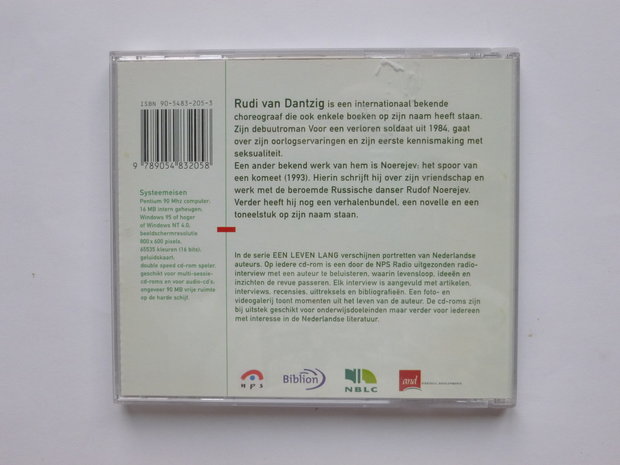 ISBN 90-5483-205-3
9 789054 832058
Systeemeisen
Pentium 90 Mhz computer,
16 MB intern geheugen,
Windows 95 of hoger
of Windows NT 4.0,
beeldschermresolutie
800 x 600 pixels,
65535 kleuren (16 bits),
geluidskaart,
double speed cd-rom speler,
geschikt voor multi-sessie-
cd-roms en voor audio-cd's,
ongeveer 90 MB vrije ruimte
op de harde schijf.
Rudi van Dantzig is een internationaal bekende
choreograaf die ook enkele boeken op zijn naam heeft staan.
Zijn debuutroman Voor een verloren soldaat uit 1984, gaat
over zijn oorlogservaringen en zijn eerste kennismaking met
seksualiteit.
Een ander bekend werk van hem is Noerejev: het spoor van
een komeet (1993). Hierin schrijft hij over zijn vriendschap en
werk met de beroemde Russische danser Rudof Noerejev.
Verder heeft hij nog een verhalenbundel, een novelle en een
toneelstuk op zijn naam staan.
In de serie EEN LEVEN LANG verschijnen portretten van Nederlandse
auteurs. Op iedere cd-rom is een door de NPS Radio uitgezonden radio-
interview met een auteur te beluisteren, waarin levensloop, ideeën en
inzichten de revue passeren. Elk interview is aangevuld met artikelen,
interviews, recensies, uittreksels en bibliografieën. Een foto- en
videogalerij toont momenten uit het leven van de auteur. De cd-roms zijn
bij uitstek geschikt voor onderwijsdoeleinden maar verder voor iedereen
met interesse in de Nederlandse literatuur.
nps
Biblion
NBLC
and